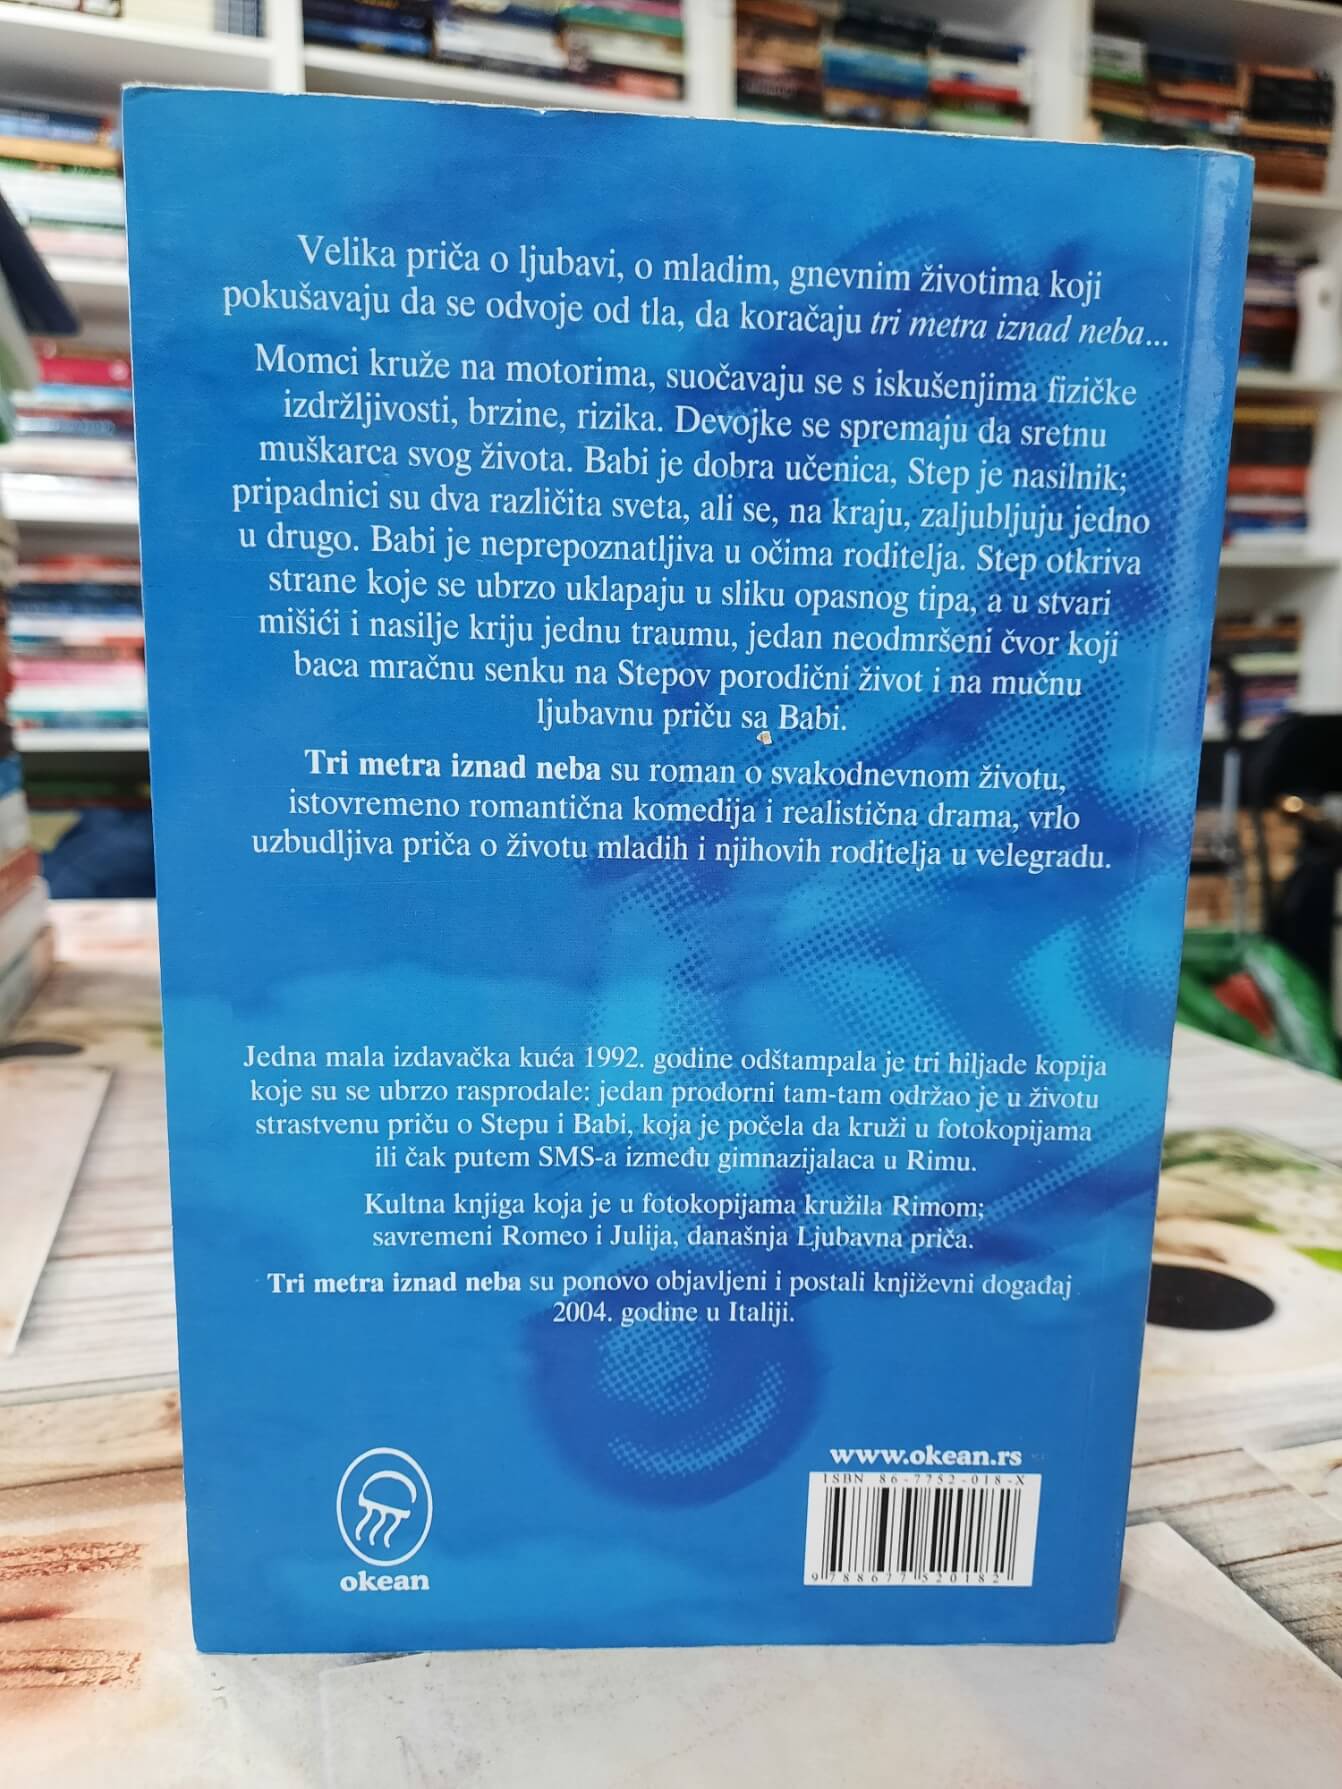 Velika priča o ljubavi, o mladim, gnevnim životima koji
pokušavaju da se odvoje od tla, da koračaju tri metra iznad neba...
Momci kruže na motorima, suočavaju se s iskušenjima fizičke
izdržljivosti, brzine, rizika. Devojke se spremaju da sretnu
muškarca svog života. Babi je dobra učenica, Step je nasilnik;
pripadnici su dva različita sveta, ali se, na kraju, zaljubljuju jedno
u drugo. Babi je neprepoznatljiva u očima roditelja. Step otkriva
strane koje se ubrzo uklapaju u sliku opasnog tipa, a u stvari
mišići i nasilje kriju jednu traumu, jedan neodmršeni čvor koji
baca mračnu senku na Stepov porodični život i na mučnu
ljubavnu priču sa Babi.
Tri metra iznad neba su roman o svakodnevnom životu,
istovremeno romantična komedija i realistična drama, vrlo
uzbudljiva priča o životu mladih i njihovih roditelja u velegradu.
Jedna mala izdavačka kuća 1992. godine odštampala je tri hiljade kopija
koje su se ubrzo rasprodale: jedan prodorni tam-tam održao je u životu
strastvenu priču o Stepu i Babi, koja je počela da kruži u fotokopijama
ili čak putem SMS-a između gimnazijalaca u Rimu.
Kultna knjiga koja je u fotokopijama kružila Rimom;
savremeni Romeo i Julija, današnja Ljubavna priča.
Tri metra iznad neba su ponovo objavljeni i postali književni događaj
2004. godine u Italiji.
okean
www.okean.rs
ISBN 86-7752-018-X
9 788677 520182